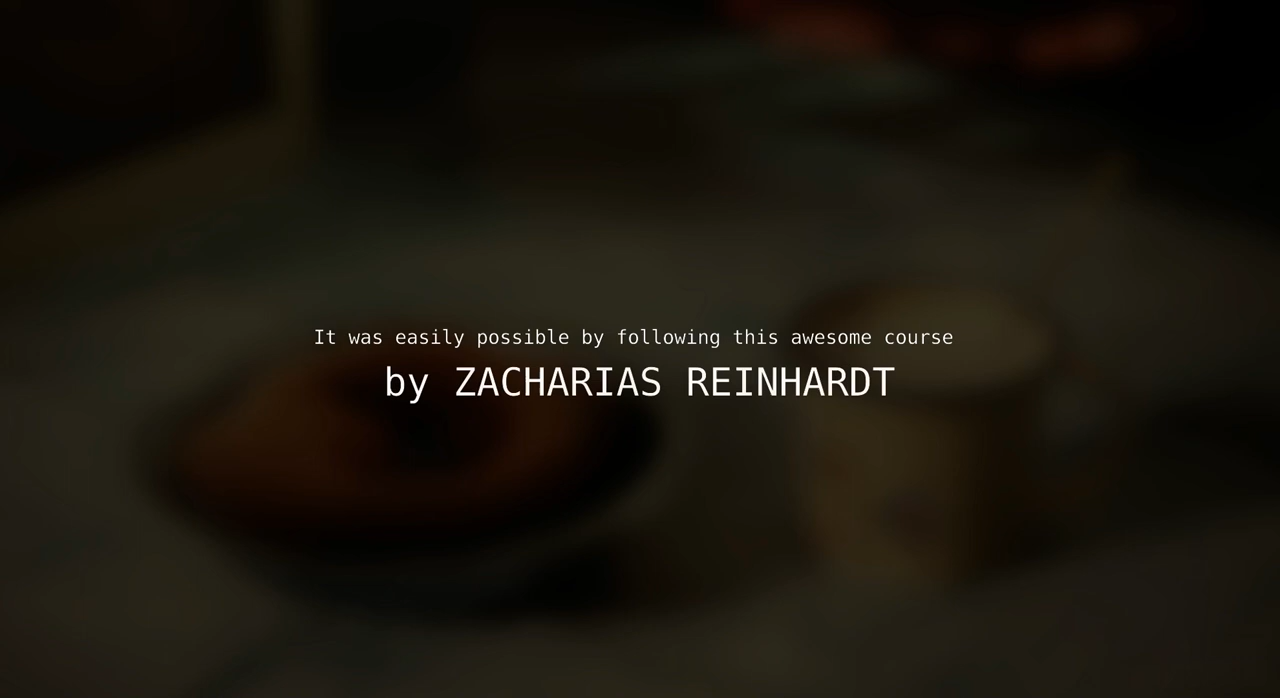 It was easily possible by following this awesome course
by ZACHARIAS REINHARDT